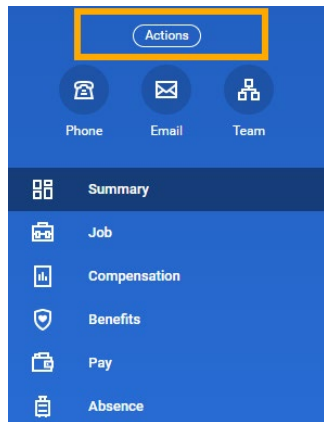 Actions
Phone Email Team
Summary
Job
Compensation
Benefits
Pay
Absence